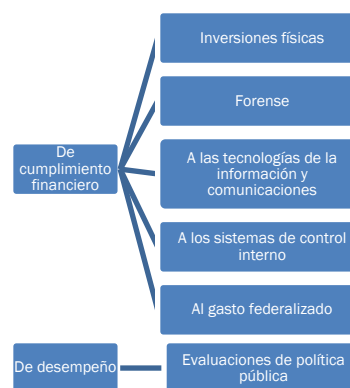 Inversiones físicas
Forense
De
cumplimiento
financiero
A las tecnologías de la
información y
comunicaciones
A los sistemas de control
interno
Al gasto federalizado
De desempeño
Evaluaciones de política
pública